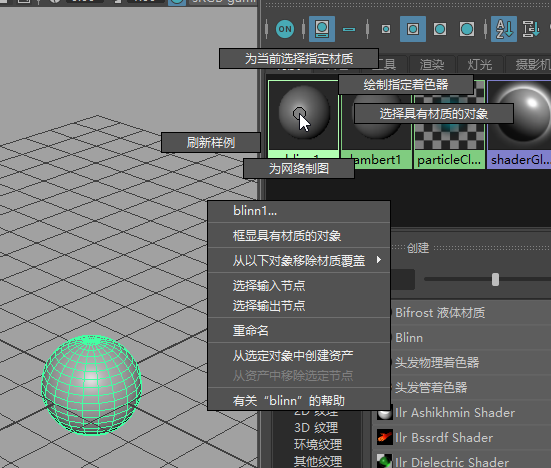 ON
为当前选择指定材质
渲染
灯光
摄影机
绘制指定着色器
选择具有材质的对象
刷新样例
lambert1
particleCl...
shaderGl...
为网络制图
blinn1...
框显具有材质的对象
从以下对象移除材质覆盖
选择输入节点
选择输出节点
重命名
从选定对象中创建资产
从资产中移除选定节点
有关“blinn”的帮助
创建
Bifrost 液体材质
Blinn
头发物理着色器
头发管着色器
Ilr Ashikhmin Shader
Ilr Bssrdf Shader
Ilr Dielectric Shader
2D 纹理
3D 纹理
环境纹理
其他纹理